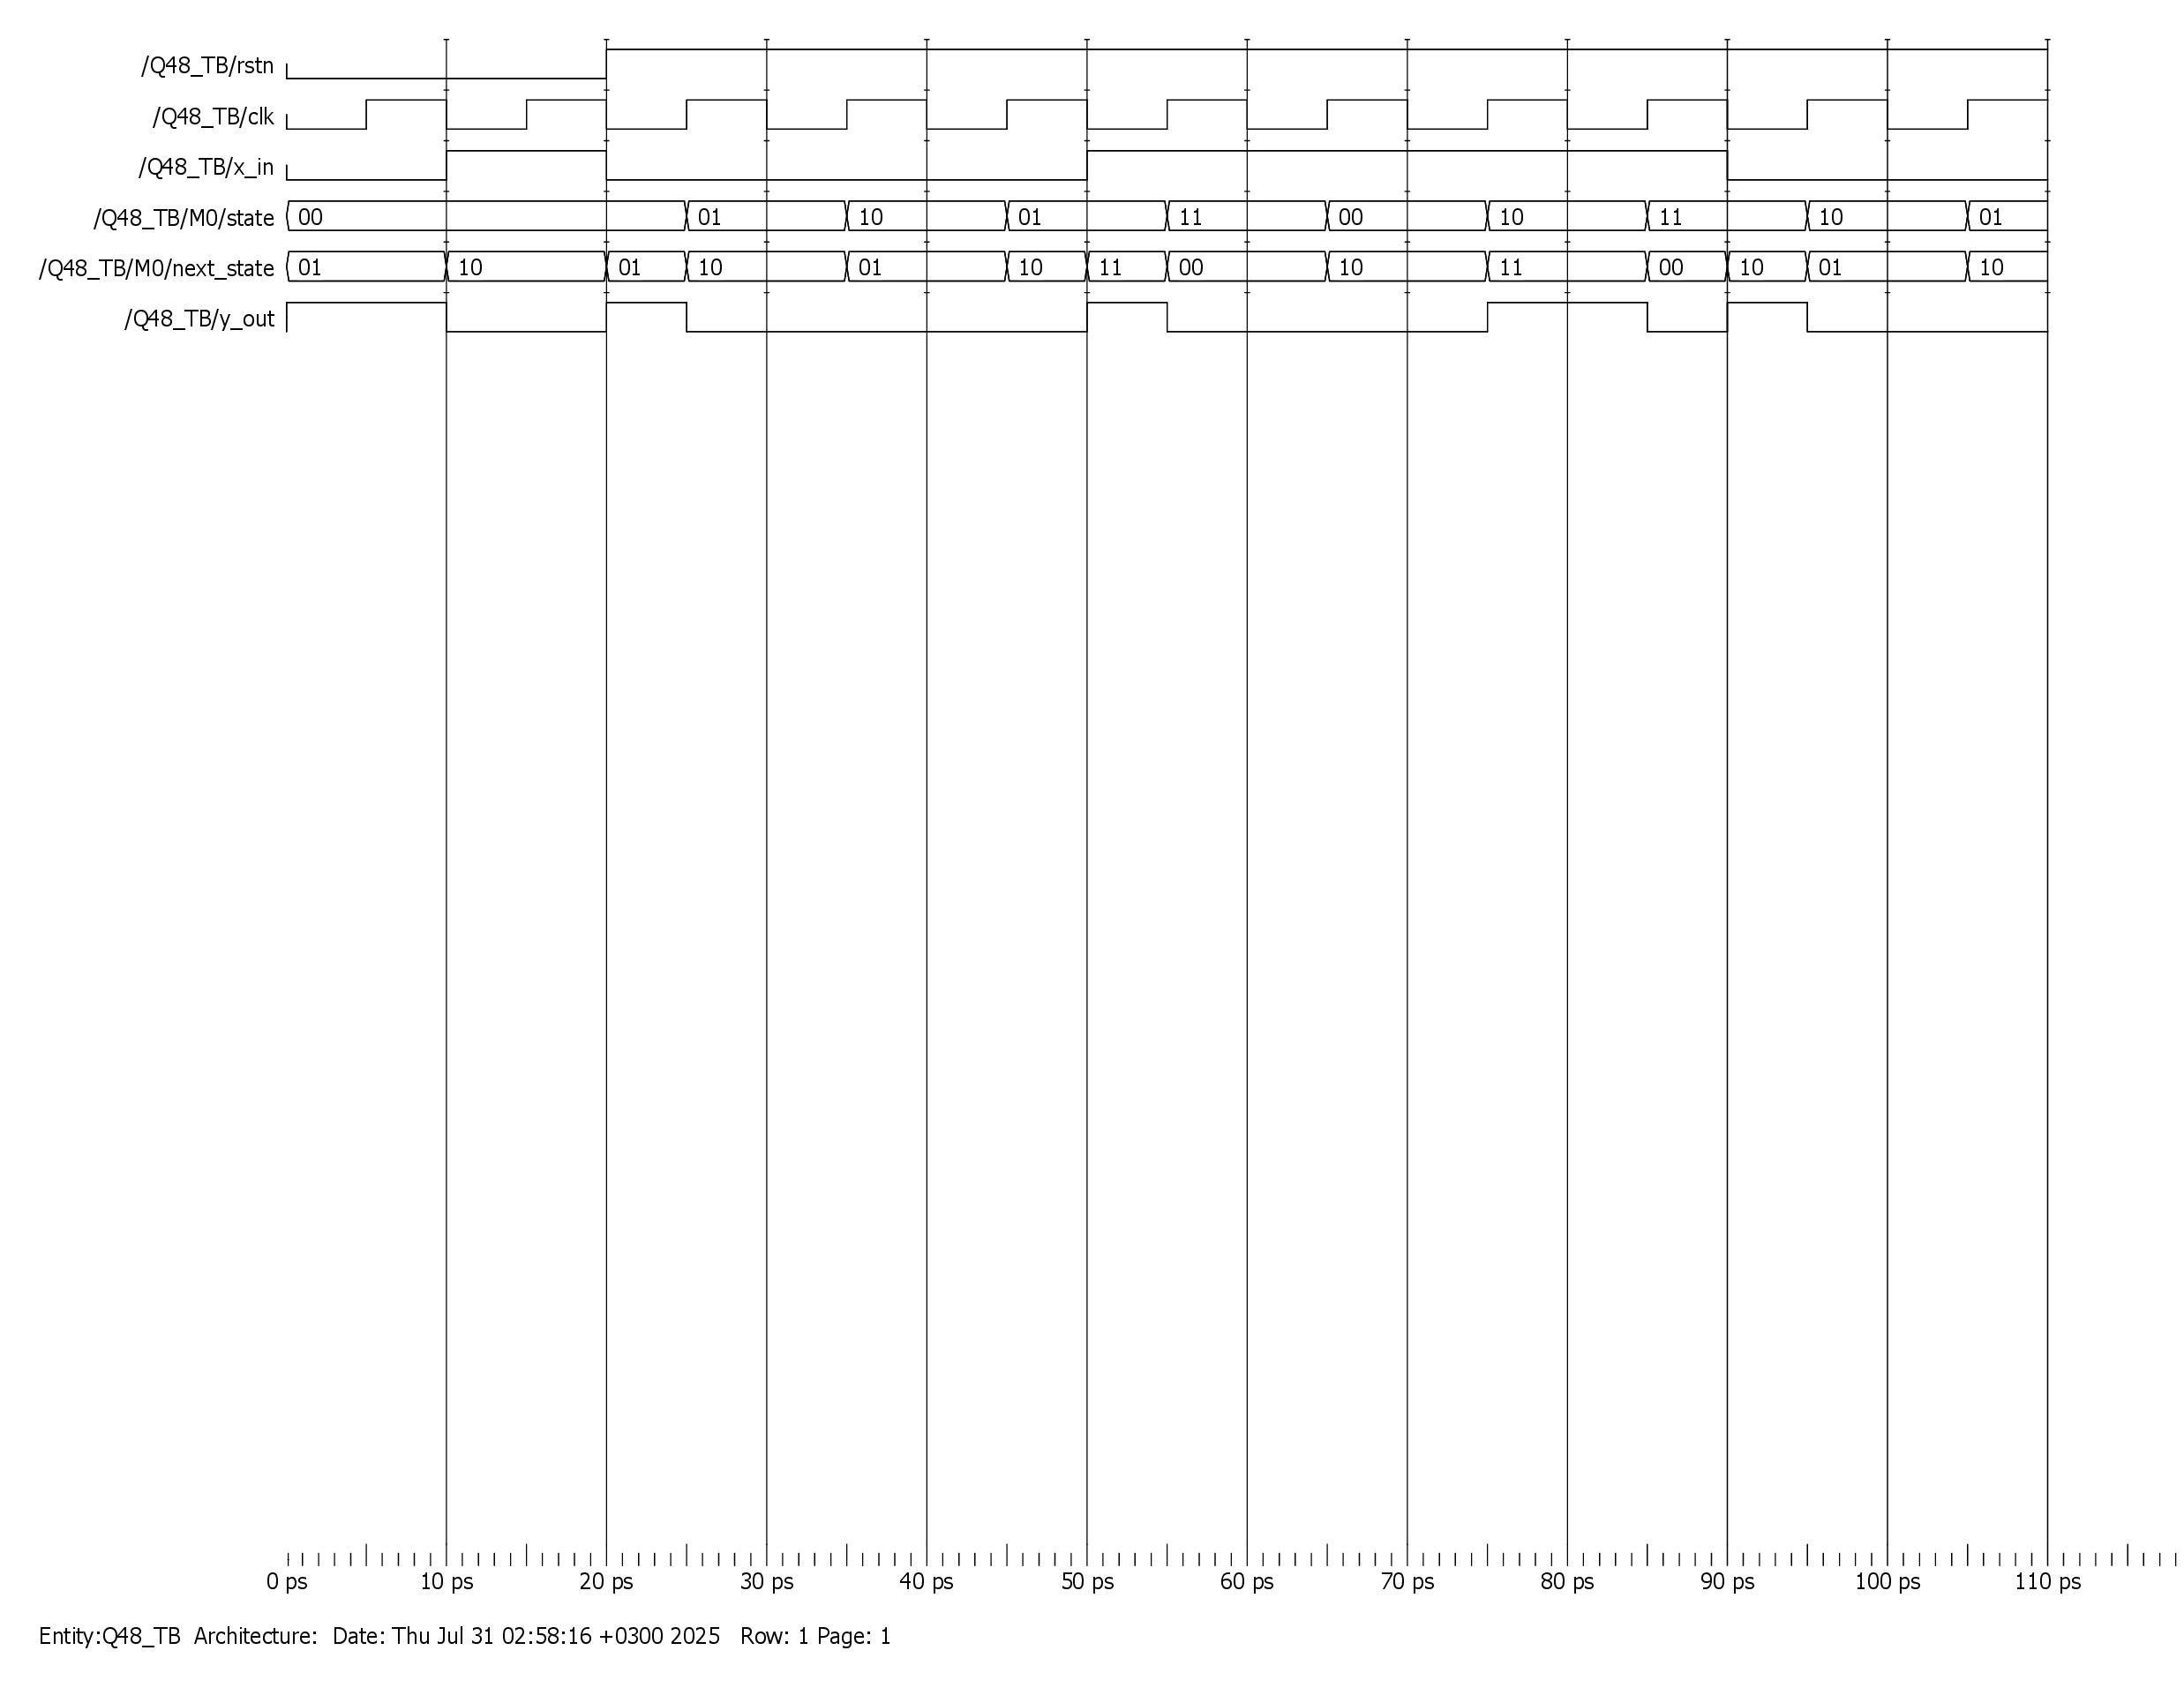 /Q48_TB/rstn
/Q48_TB/clk
/Q48_TB/x_in
/Q48_TB/M0/state 00 01 10 01 11 00 10 11 10 01
/Q48_TB/M0/next_state 01 10 01 10 01 10 11 00 10 11 00 10 01 10
/Q48_TB/y_out
0 ps 10 ps 20 ps 30 ps 40 ps 50 ps 60 ps 70 ps 80 ps 90 ps 100 ps 110 ps
Entity:Q48_TB Architecture: Date: Thu Jul 31 02:58:16 +0300 2025 Row: 1 Page: 1